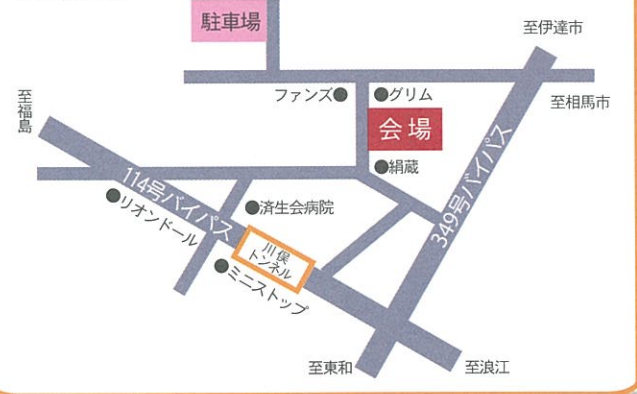 駐車場
至伊達市
至福島
ファンズ●
●グリム
至相馬市
会場
●絹蔵
114号バイパス
349号バイパス
●リオンドール
●済生会病院
川俣
トンネル
●ミニストップ
至東和
至浪江